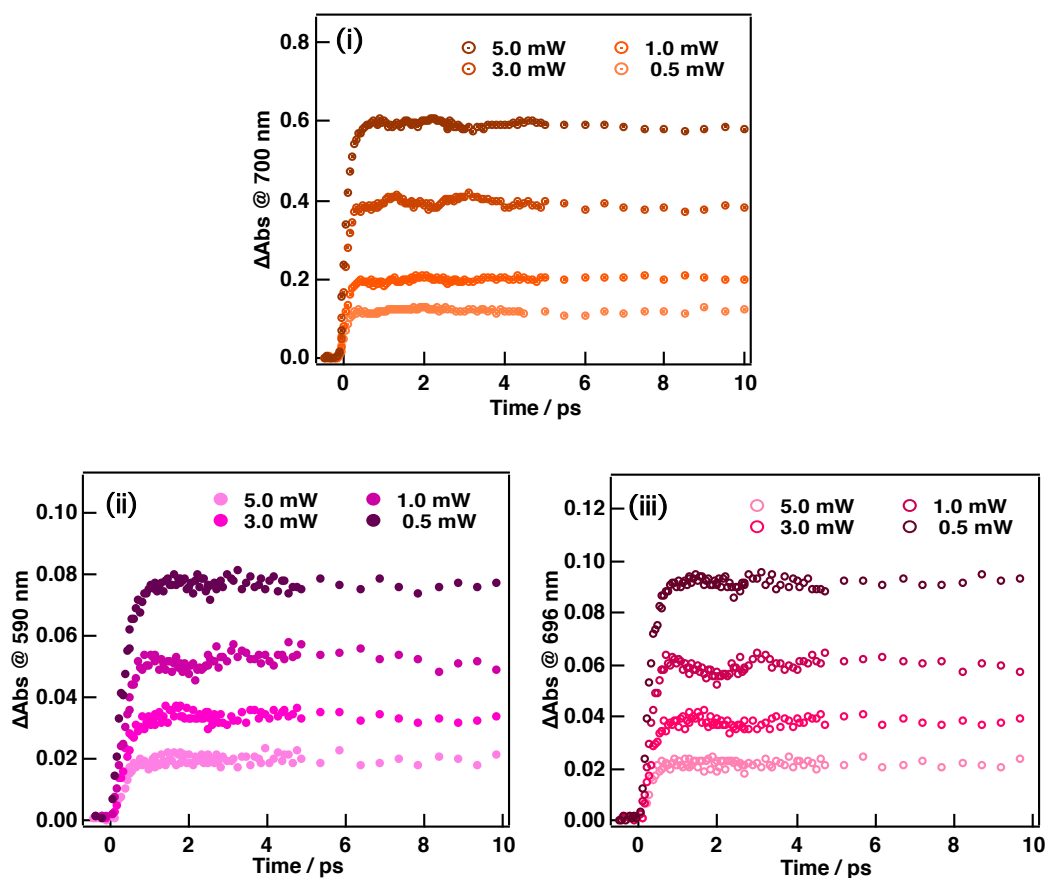 (i)
5.0 mW 1.0 mW
3.0 mW 0.5 mW
ΔAbs @ 700 nm
0.8
0.6
0.4
0.2
0.0
0 2 4 6 8 10
Time / ps
(ii)
5.0 mW 1.0 mW
3.0 mW 0.5 mW
ΔAbs @ 590 nm
0.10
0.08
0.06
0.04
0.02
0.00
0 2 4 6 8 10
Time / ps
(iii)
5.0 mW 1.0 mW
3.0 mW 0.5 mW
ΔAbs @ 696 nm
0.12
0.10
0.08
0.06
0.04
0.02
0.00
0 2 4 6 8 10
Time / ps